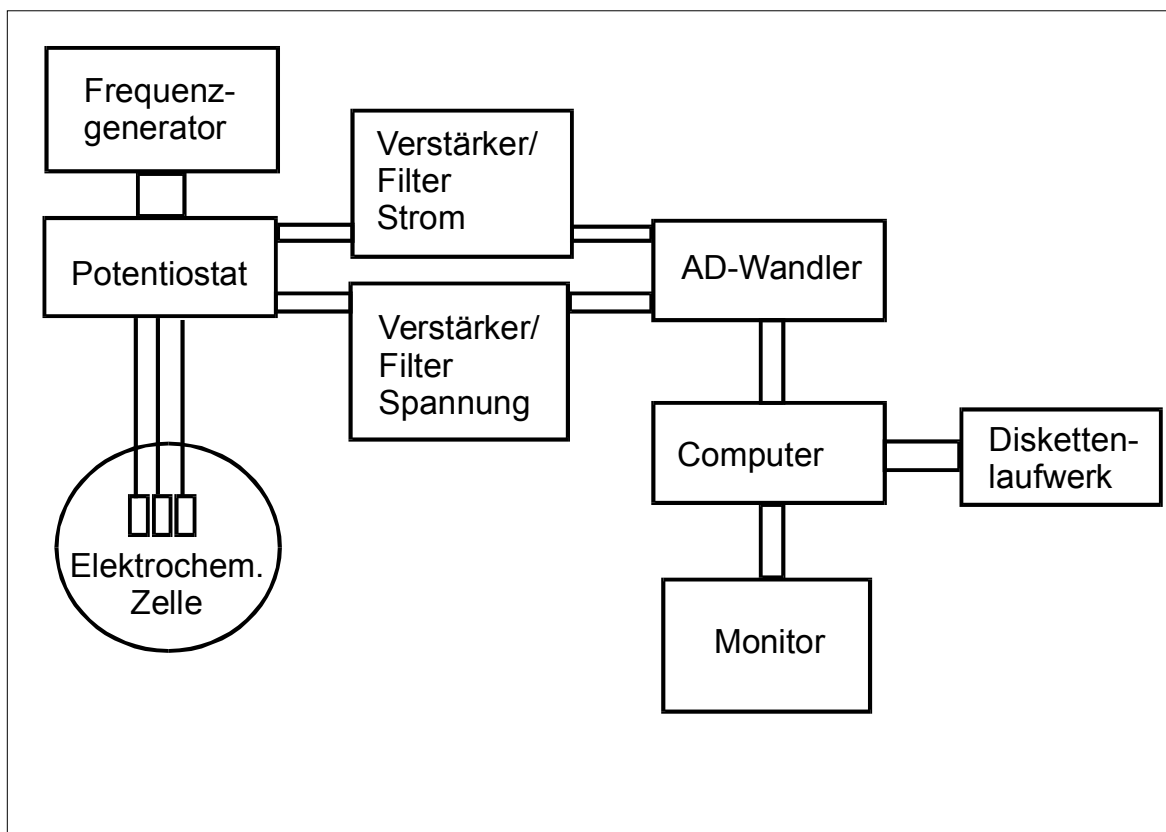 Frequenz-
generator
Verstärker/
Filter
Strom
Potentiostat
AD-Wandler
Verstärker/
Filter
Spannung
Computer
Disketten-
laufwerk
Elektrochem.
Zelle
Monitor